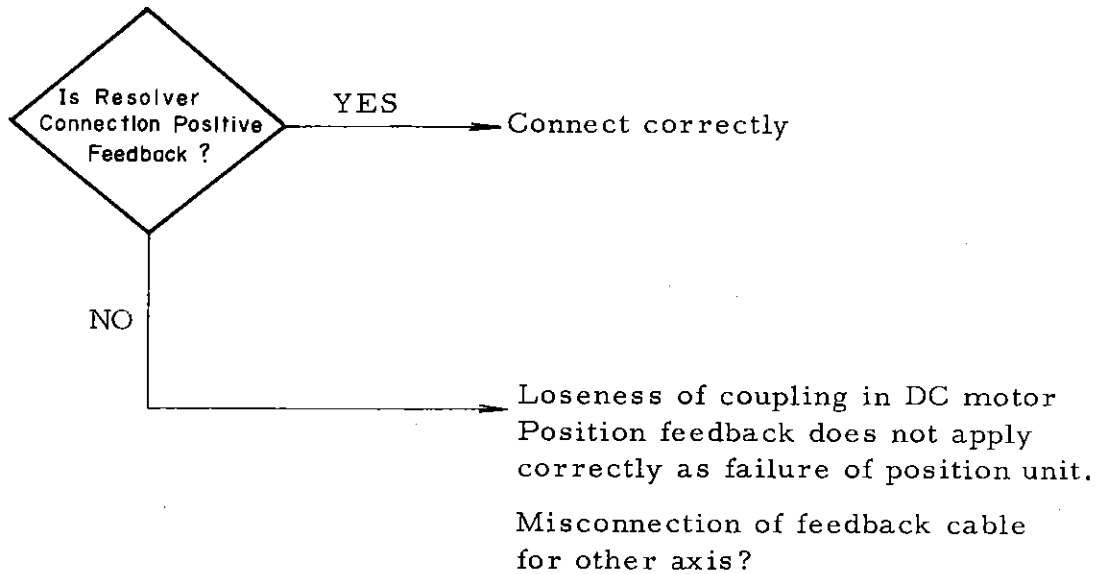 Is Resolver
Connection Positive
Feedback ?
YES
Connect correctly
NO
Loseness of coupling in DC motor
Position feedback does not apply
correctly as failure of position unit.
Misconnection of feedback cable
for other axis?